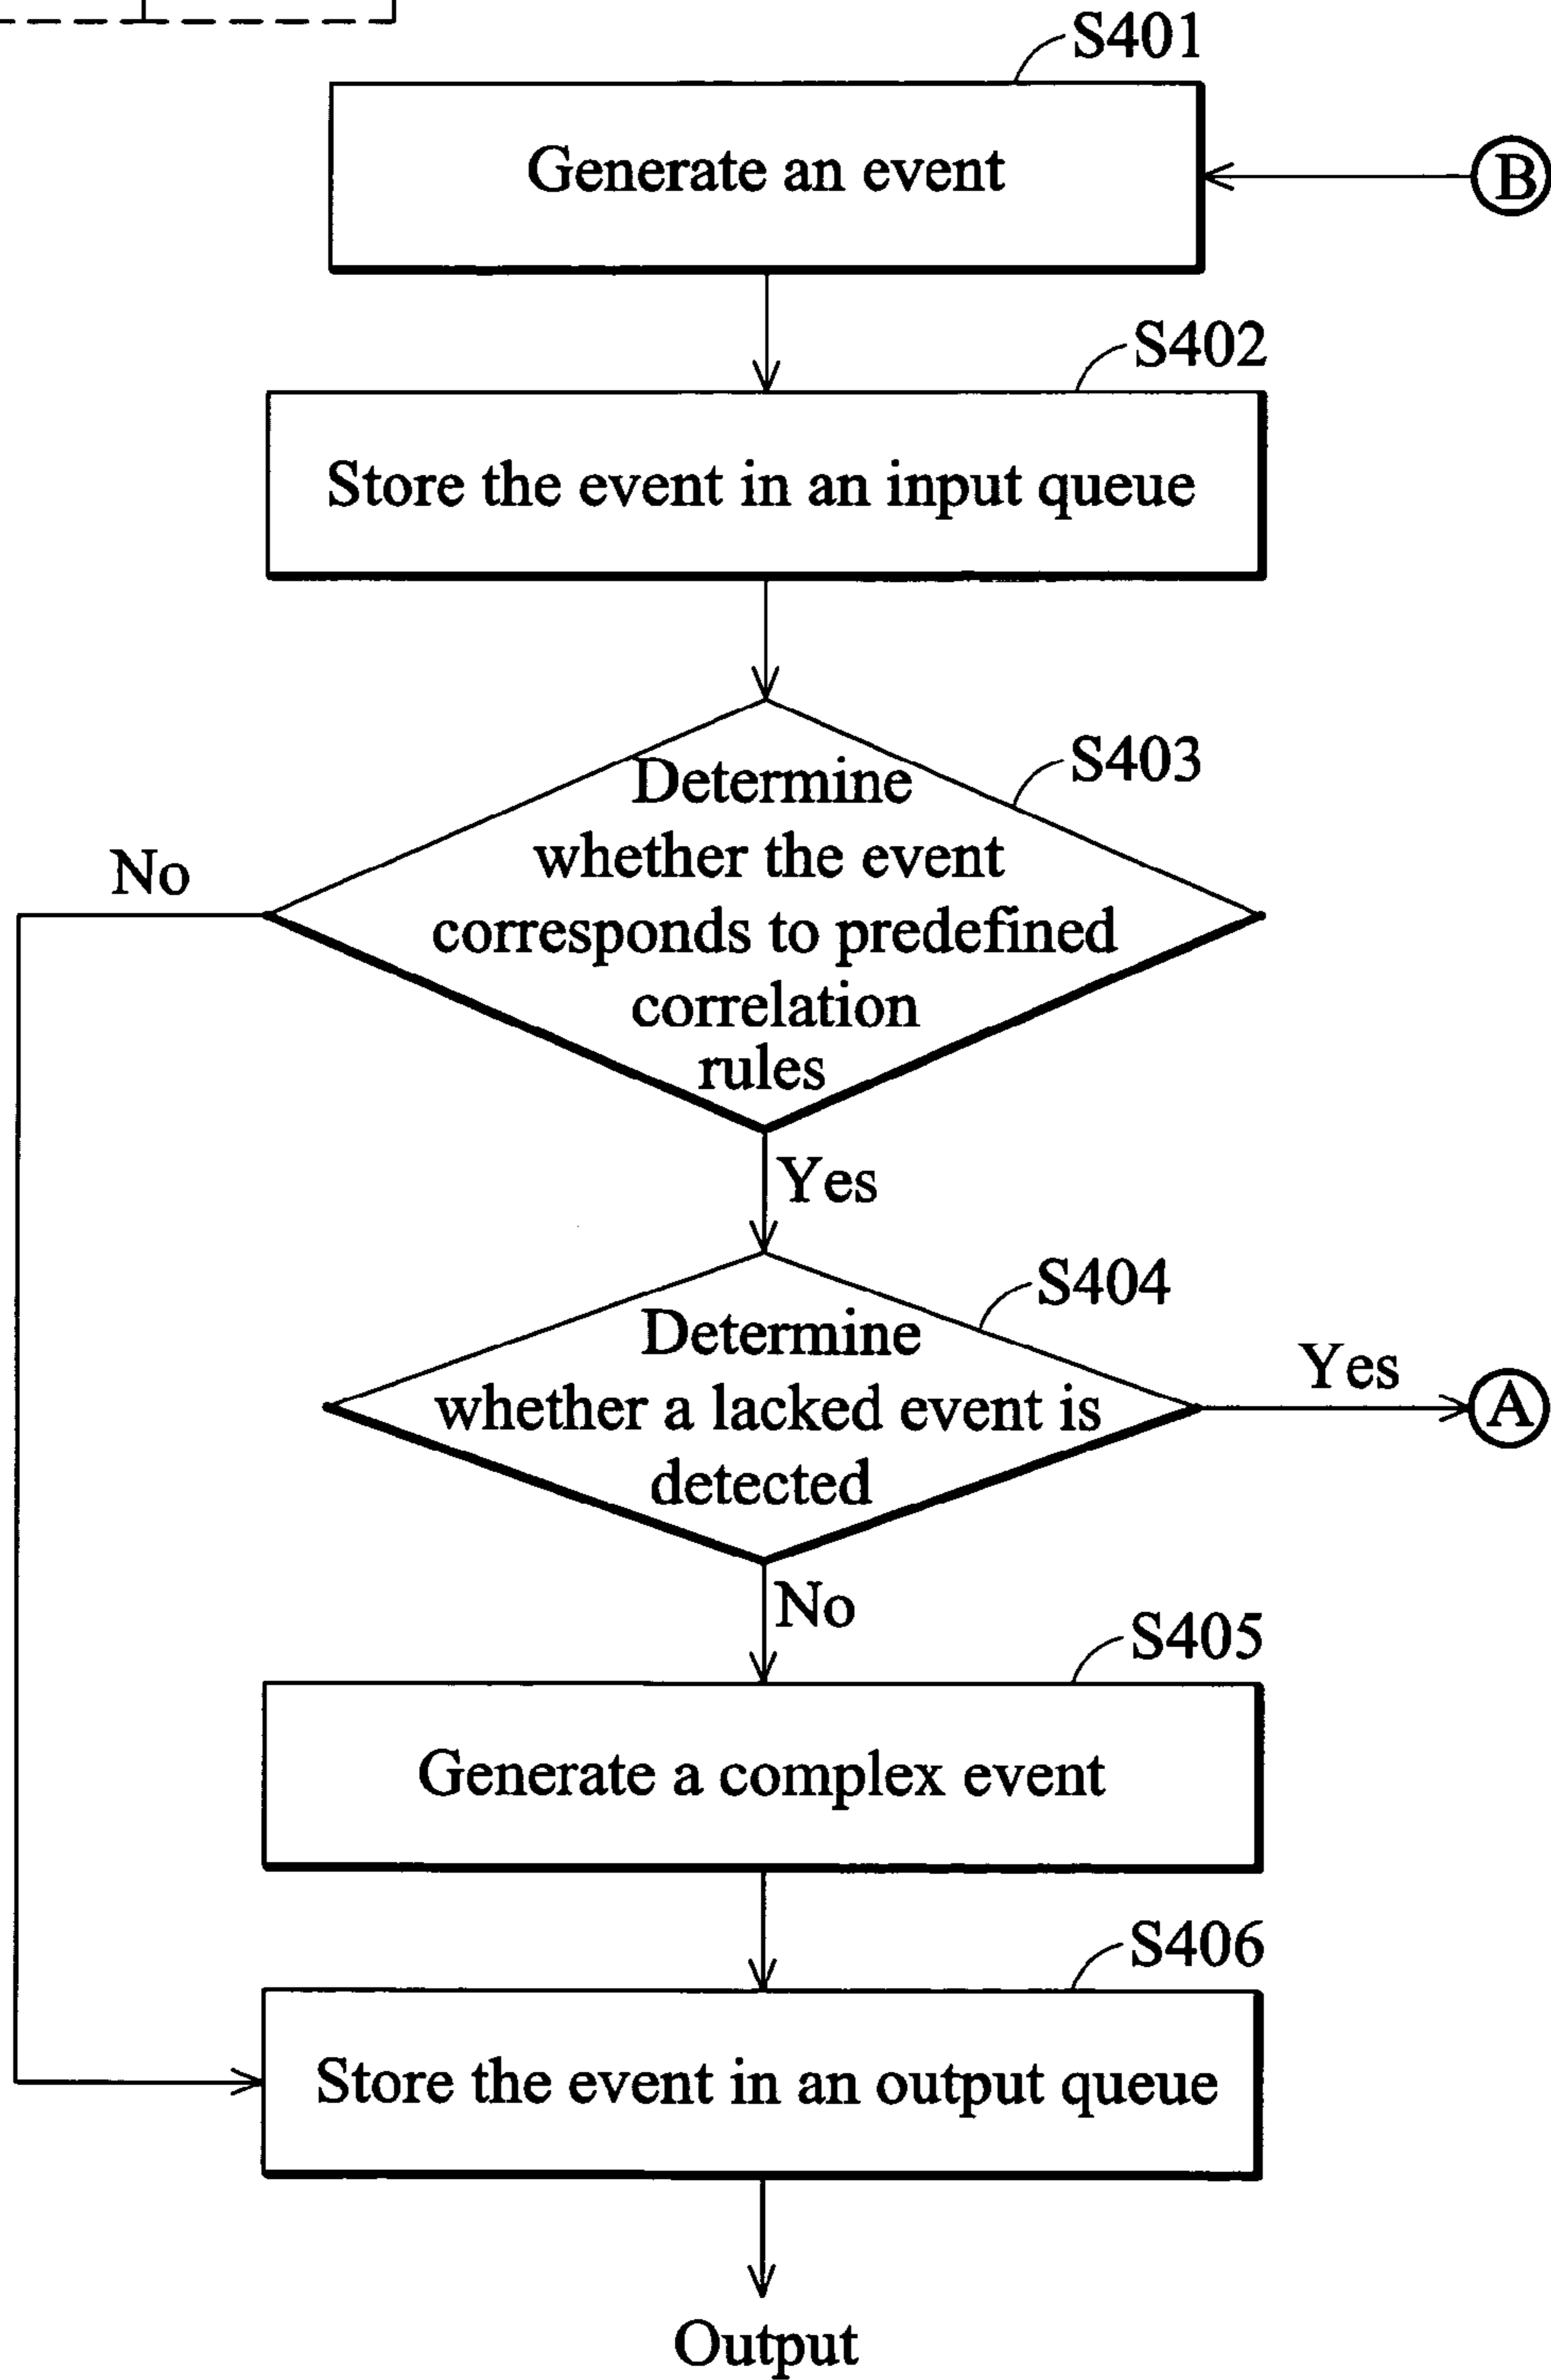 S401
Generate an event
B
S402
Store the event in an input queue
S403
Determine
whether the event
corresponds to predefined
correlation
rules
No
Yes
S404
Determine
whether a lacked event is
detected
Yes
A
No
S405
Generate a complex event
S406
Store the event in an output queue
Output